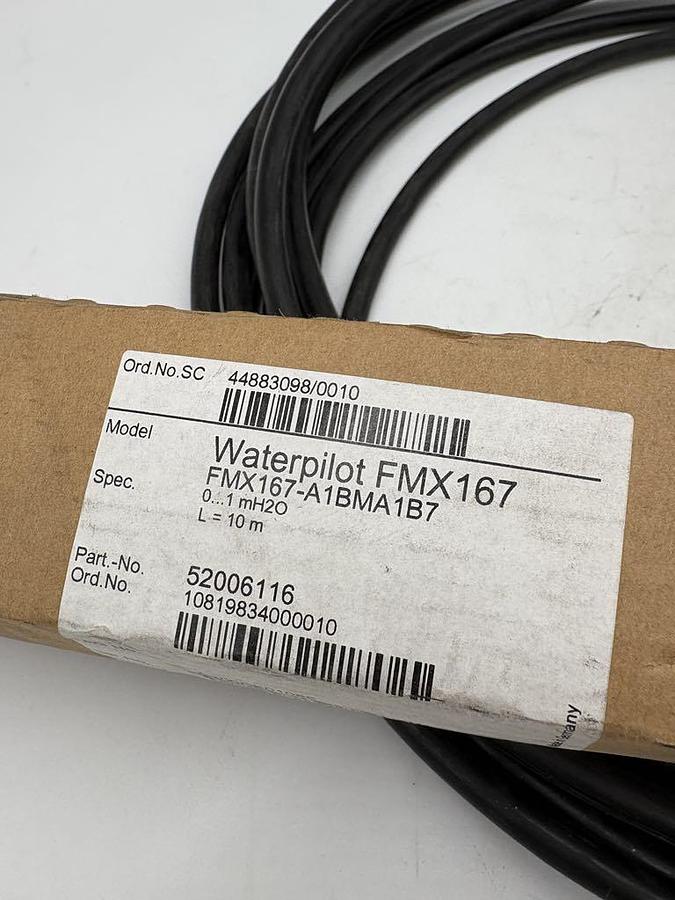 Ord.No.SC 44883098/0010
Model Waterpilot FMX167
Spec. FMX167-A1BMA1B7
0...1 mH2O
L = 10 m
Part.-No. 52006116
Ord.No. 10819834000010